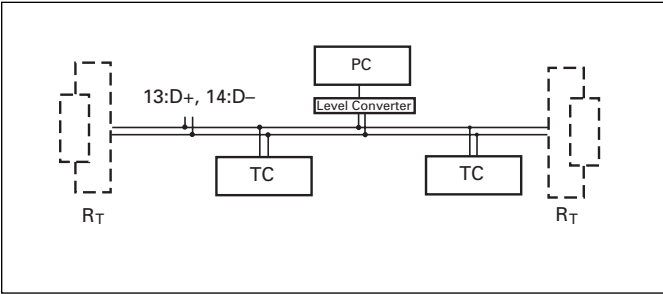 PC
13:D+, 14:D−
Level Converter
TC
TC
RT
RT